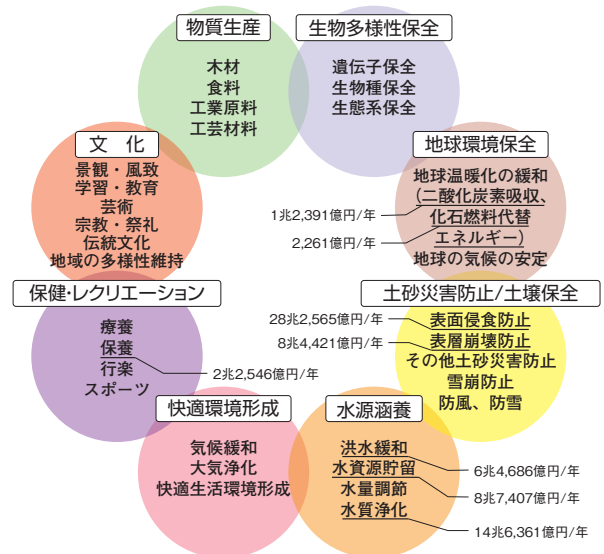 物質生産
木材
食料
工業原料
工芸材料
生物多様性保全
遺伝子保全
生物種保全
生態系保全
文 化
景観・風致
学習・教育
芸術
宗教・祭礼
伝統文化
地域の多様性維持
地球環境保全
地球温暖化の緩和
(二酸化炭素吸収、
化石燃料代替
エネルギー)
地球の気候の安定
1兆2,391億円/年
2,261億円/年
保健・レクリエーション
療養
保養
行楽
スポーツ
2兆2,546億円/年
土砂災害防止/土壌保全
表面侵食防止
表層崩壊防止
その他土砂災害防止
雪崩防止
防風、防雪
28兆2,565億円/年
8兆4,421億円/年
快適環境形成
気候緩和
大気浄化
快適生活環境形成
水源涵養
洪水緩和
水資源貯留
水量調節
水質浄化
6兆4,686億円/年
8兆7,407億円/年
14兆6,361億円/年